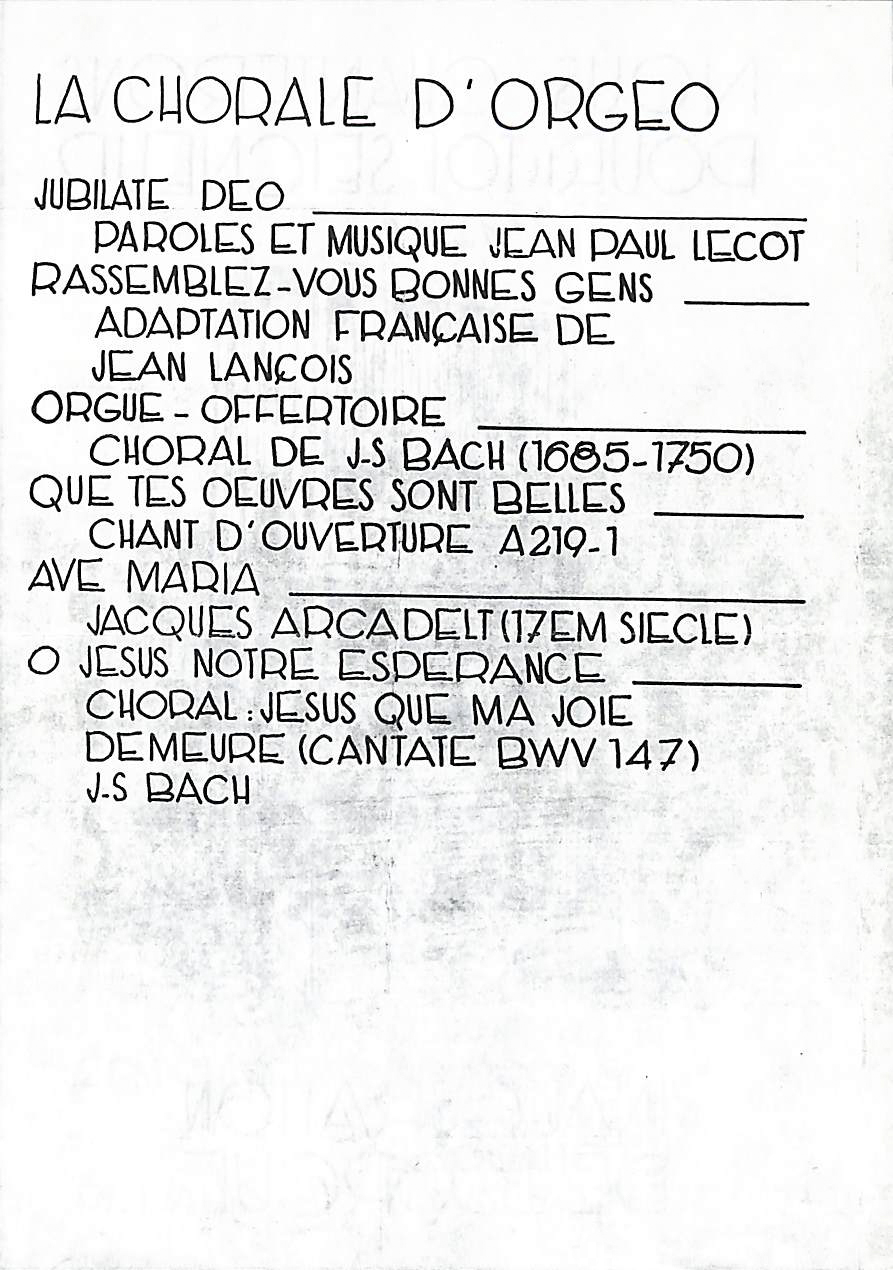 LA CHORALE D'ORGEO
JUBILATE DEO
PAROLES ET MUSIQUE JEAN PAUL LECOT
RASSEMBLEZ-VOUS BONNES GENS
ADAPTATION FRANÇAISE DE
JEAN LANÇOIS
ORGUE - OFFERTOIRE
CHORAL DE J-S BACH (1685-1750)
QUE TES OEUVRES SONT BELLES
CHANT D'OUVERTURE A219-1
AVE MARIA
JACQUES ARCADELT (17EM SIECLE)
O JESUS NOTRE ESPERANCE
CHORAL : JESUS QUE MA JOIE
DEMEURE (CANTATE BWV 147)
J-S BACH